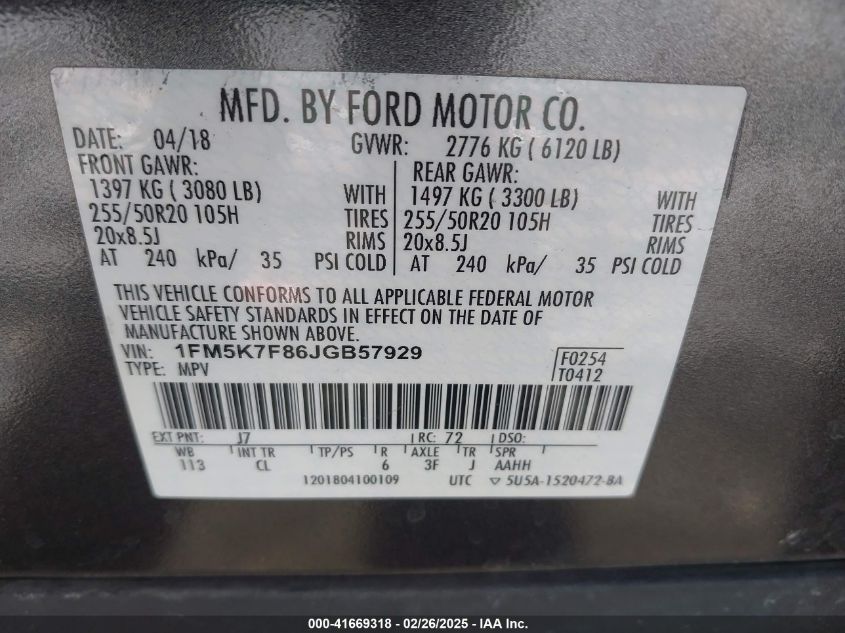 MFD. BY FORD MOTOR CO.
DATE: 04/18 GVWR: 2776 KG ( 6120 LB)
FRONT GAWR: REAR GAWR:
1397 KG ( 3080 LB) WITH 1497 KG ( 3300 LB) WITH
255/50R20 105H TIRES 255/50R20 105H TIRES
20x8.5J RIMS 20x8.5J RIMS
AT 240 kPa/ 35 PSI COLD AT 240 kPa/ 35 PSI COLD
THIS VEHICLE CONFORMS TO ALL APPLICABLE FEDERAL MOTOR
VEHICLE SAFETY STANDARDS IN EFFECT ON THE DATE OF
MANUFACTURE SHOWN ABOVE.
VIN: 1FM5K7F86JGB57929 F0254
TYPE: MPV T0412
EXT PNT: J7 RC: 72 DSO:
WB INT TR TP/PS R AXLE TR SPR
113 CL 6 3F J AAHH
1201804100109 UTC ▽ 5U5A-1520472-BA
000-41669318 - 02/26/2025 - IAA Inc.